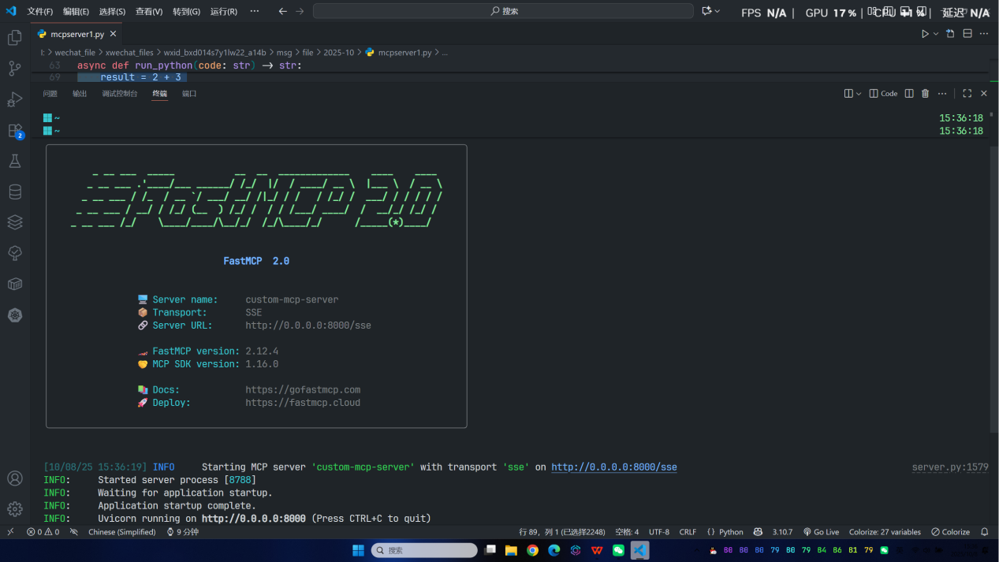 文件(F) 编辑(E) 选择(S) 查看(V) 转到(G) 运行(R) ··· 搜索 FPS N/A | GPU 17 % | CPU 11 % | 延迟 N/A
mcpserver1.py
I: > wechat_file > xwechat_files > wxid_bxd014s7y1lw22_a14b > msg > file > 2025-10 > mcpserver1.py > ...
63 async def run_python(code: str) -> str:
69 result = 2 + 3
问题 输出 调试控制台 终端 端口 Code
2
~ 15:36:18
~ 15:36:18
FastMCP 2.0
FastMCP 2.0
Server name: custom-mcp-server
Transport: SSE
Server URL: http://0.0.0.0:8000/sse
FastMCP version: 2.12.4
MCP SDK version: 1.16.0
Docs: https://gofastmcp.com
Deploy: https://fastmcp.cloud
[10/08/25 15:36:19] INFO Starting MCP server 'custom-mcp-server' with transport 'sse' on http://0.0.0.0:8000/sse server.py:1579
INFO: Started server process [8788]
INFO: Waiting for application startup.
INFO: Application startup complete.
INFO: Uvicorn running on http://0.0.0.0:8000 (Press CTRL+C to quit)
0 0 Chinese (Simplified) 9 分钟 行 89，列 1 (已选择2248) 空格: 4 UTF-8 CRLF {} Python 3.10.7 Go Live Colorize: 27 variables Colorize
搜索 80 80 80 79 80 79 84 86 81 79